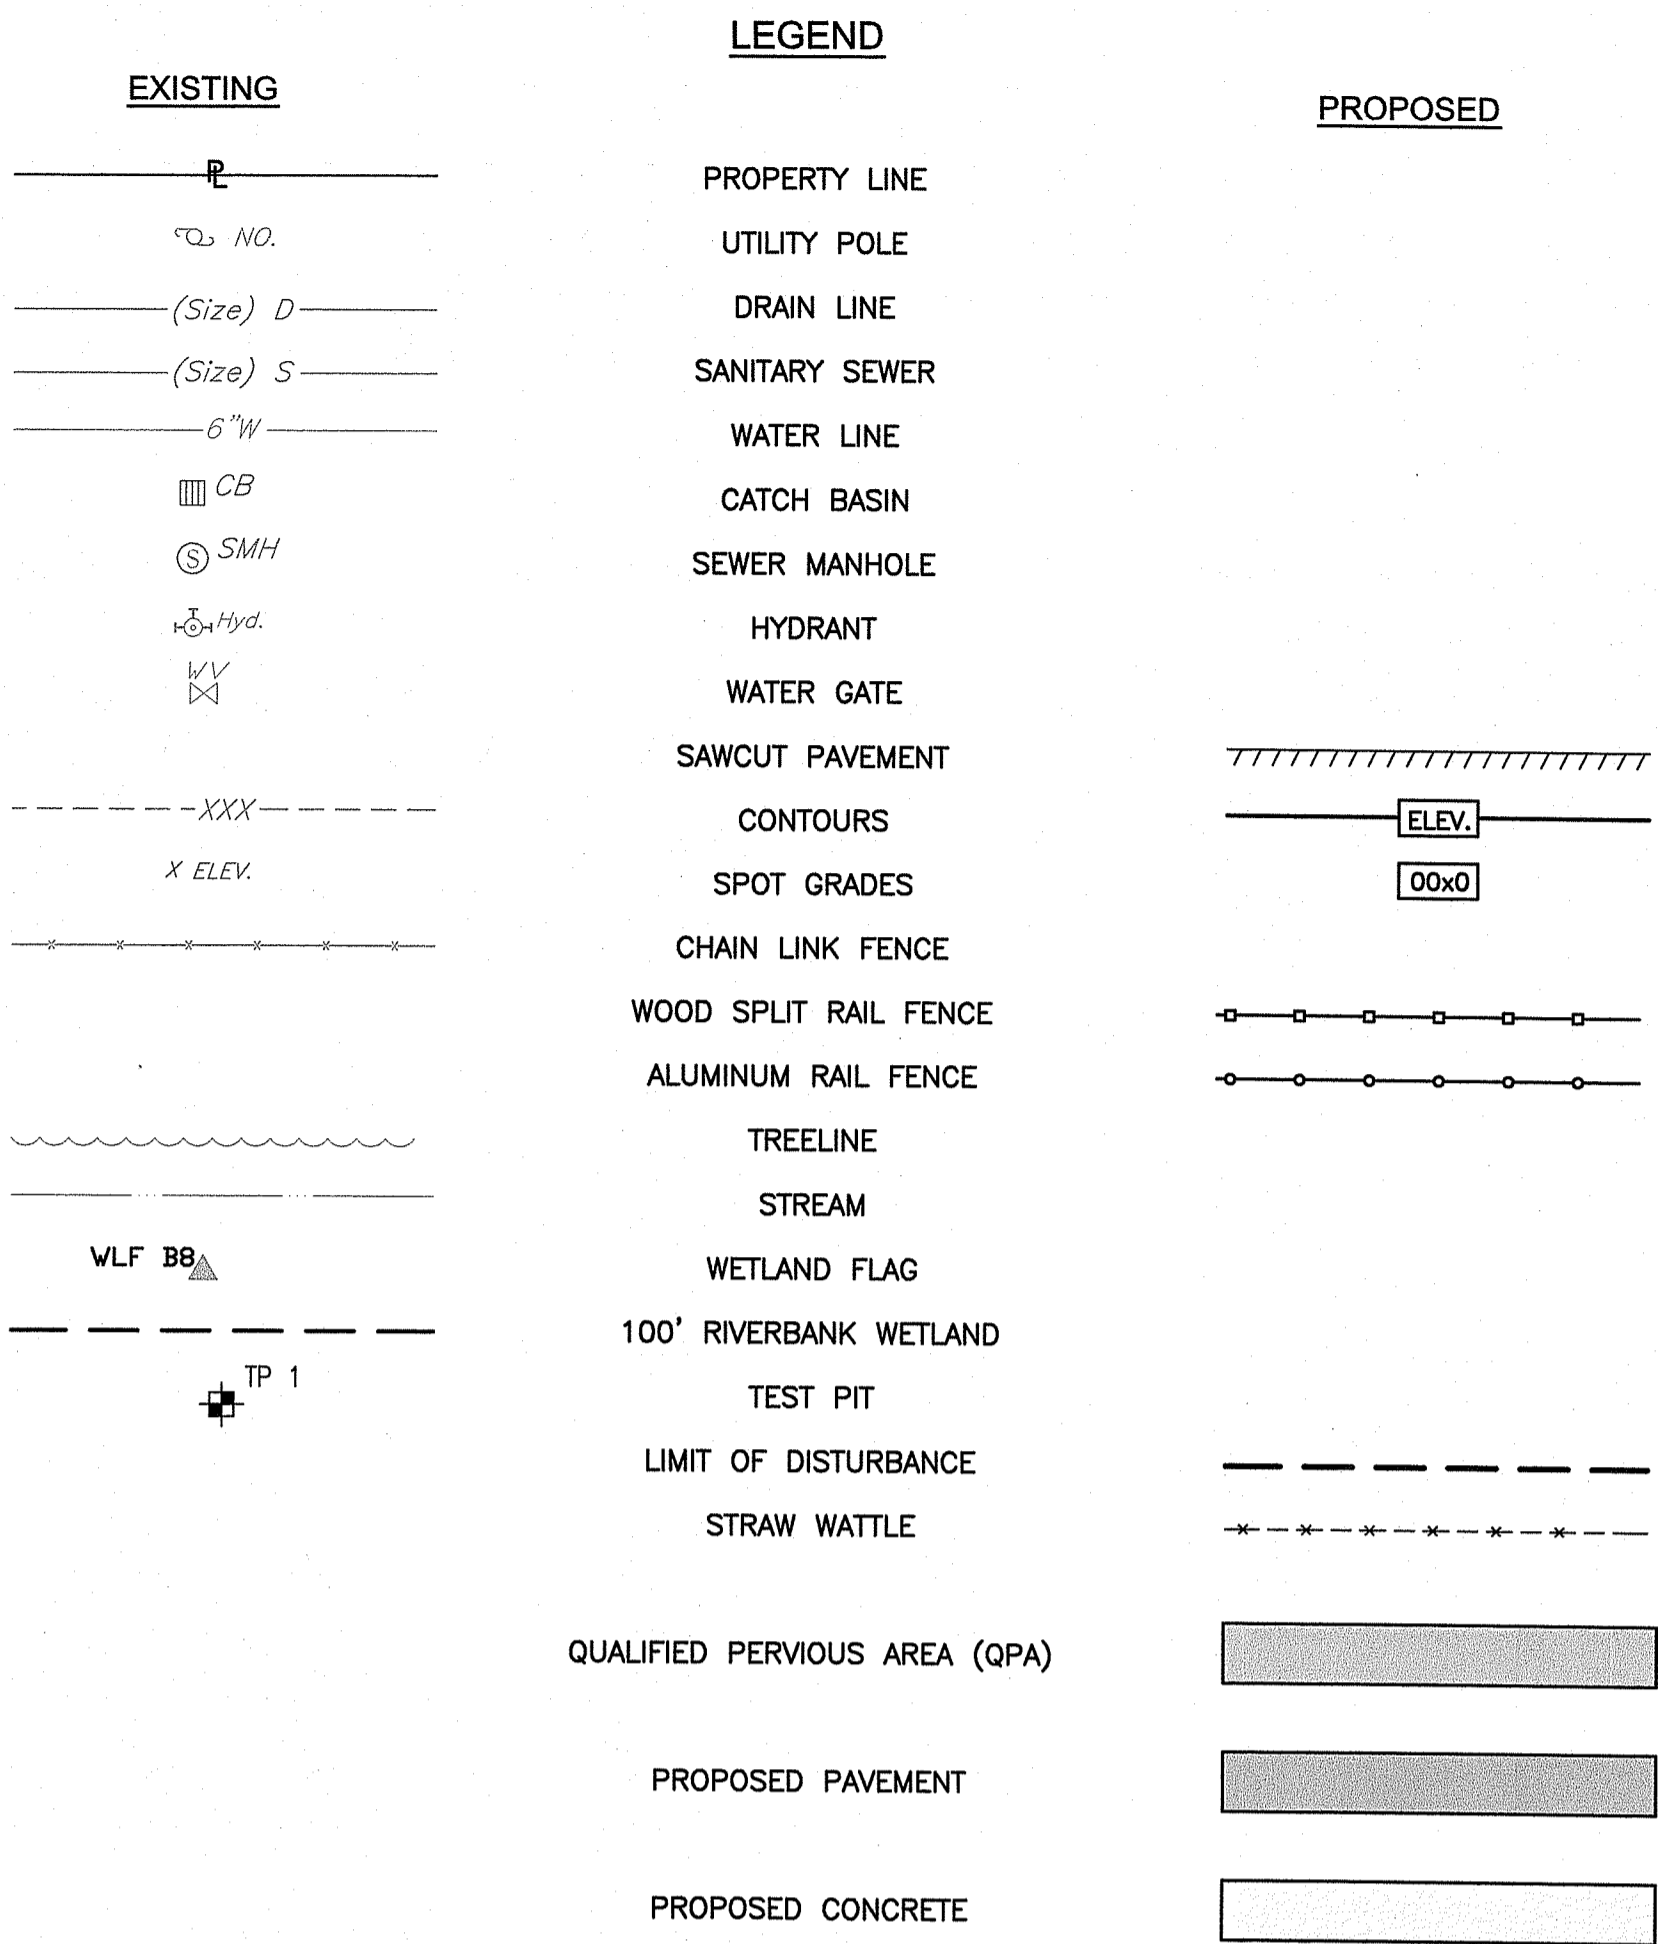 LEGEND
EXISTING
PROPOSED
PL PROPERTY LINE
NO. UTILITY POLE
(Size) D DRAIN LINE
(Size) S SANITARY SEWER
6"W WATER LINE
CB CATCH BASIN
S SMH SEWER MANHOLE
Hyd. HYDRANT
WV
WATER GATE
SAWCUT PAVEMENT
XXX CONTOURS ELEV.
X ELEV. SPOT GRADES 00x0
CHAIN LINK FENCE
WOOD SPLIT RAIL FENCE
ALUMINUM RAIL FENCE
TREELINE
STREAM
WLF B8 WETLAND FLAG
100' RIVERBANK WETLAND
TP 1 TEST PIT
LIMIT OF DISTURBANCE
STRAW WATTLE
QUALIFIED PERVIOUS AREA (QPA)
PROPOSED PAVEMENT
PROPOSED CONCRETE